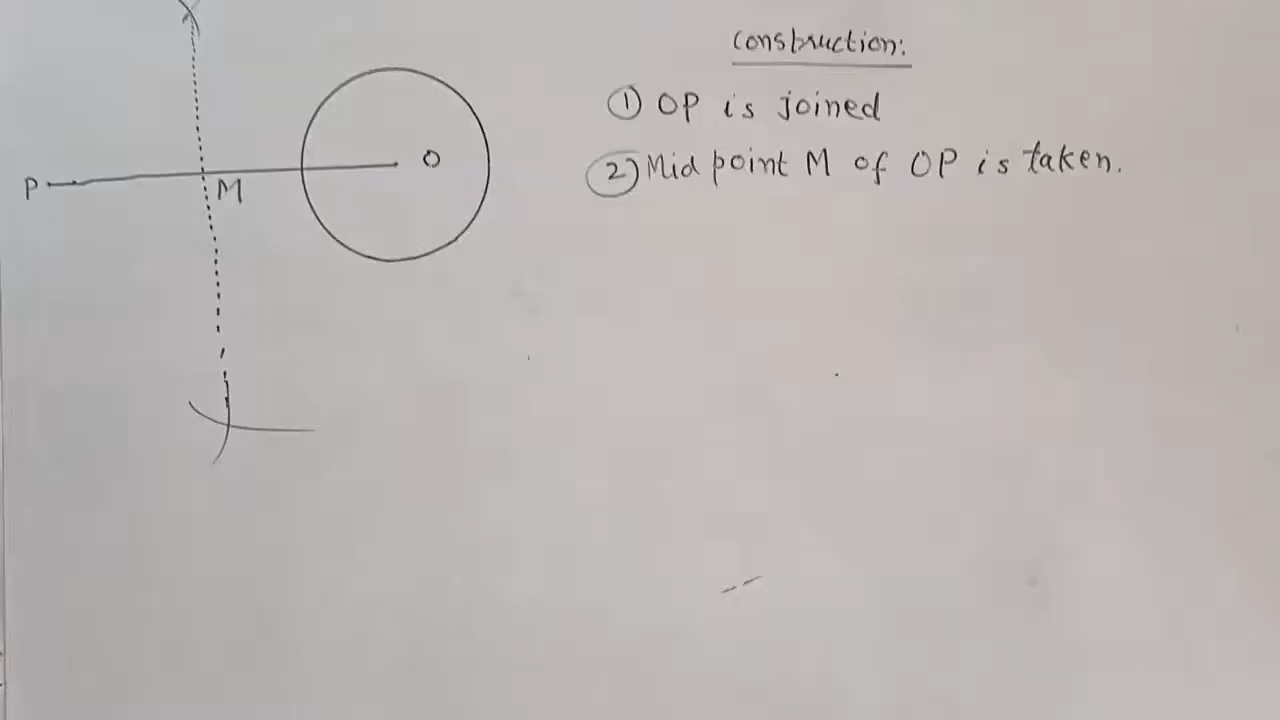 construction:
① OP is joined
② Mid point M of OP is taken.
O
P
M